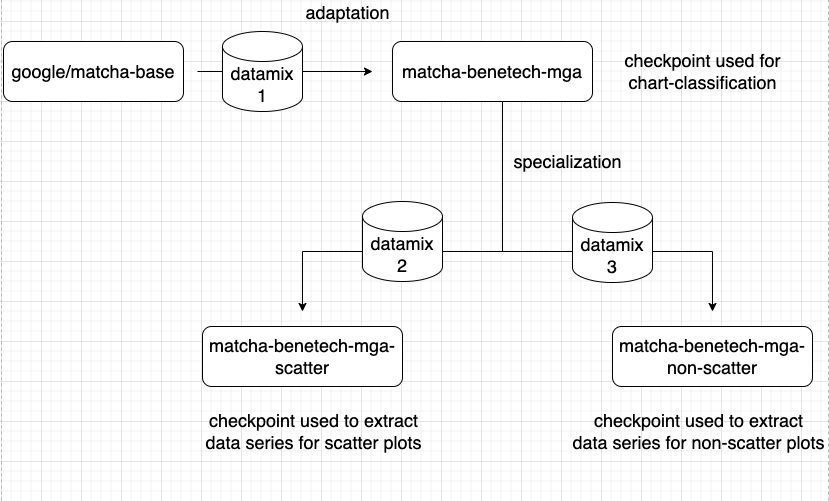 adaptation
google/matcha-base
datamix
1
matcha-benetech-mga
checkpoint used for
chart-classification
specialization
datamix
2
datamix
3
matcha-benetech-mga-
scatter
matcha-benetech-mga-
non-scatter
checkpoint used to extract
data series for scatter plots
checkpoint used to extract
data series for non-scatter plots